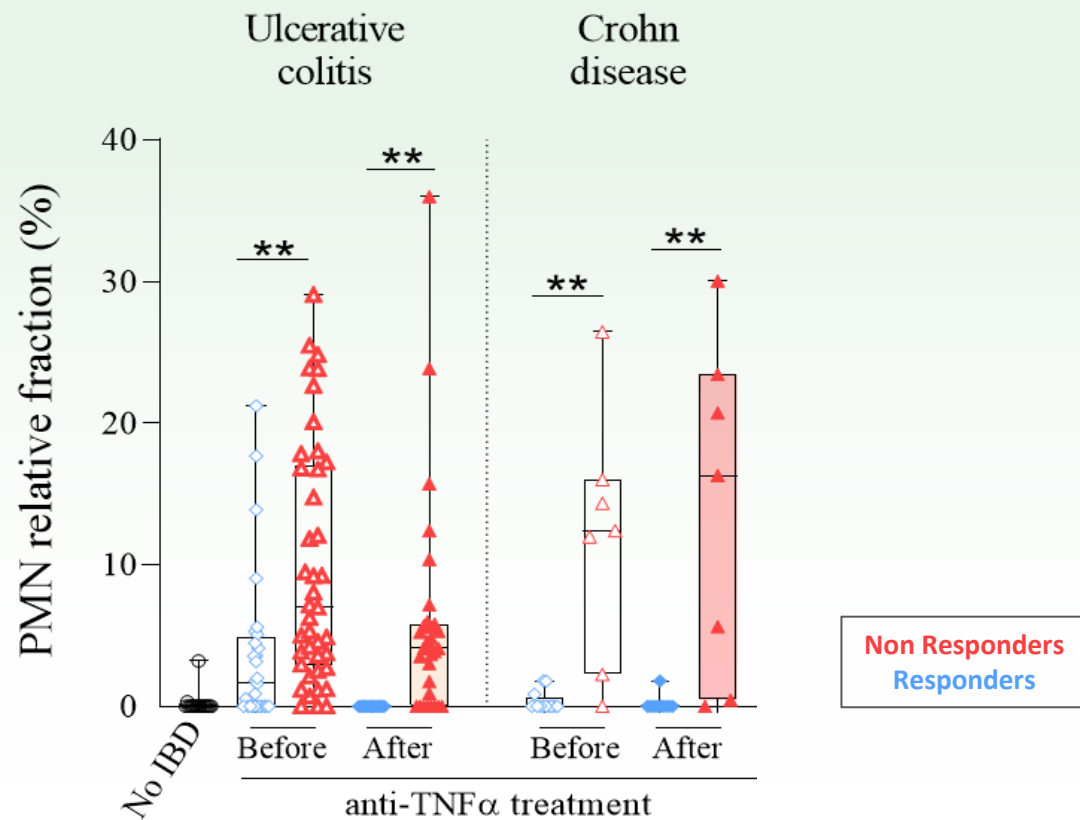 Ulcerative
colitis
Crohn
disease
PMN relative fraction (%)
40
30
20
10
0
**
**
**
**
No IBD
Before
After
Before
After
anti-TNFα treatment
Non Responders
Responders